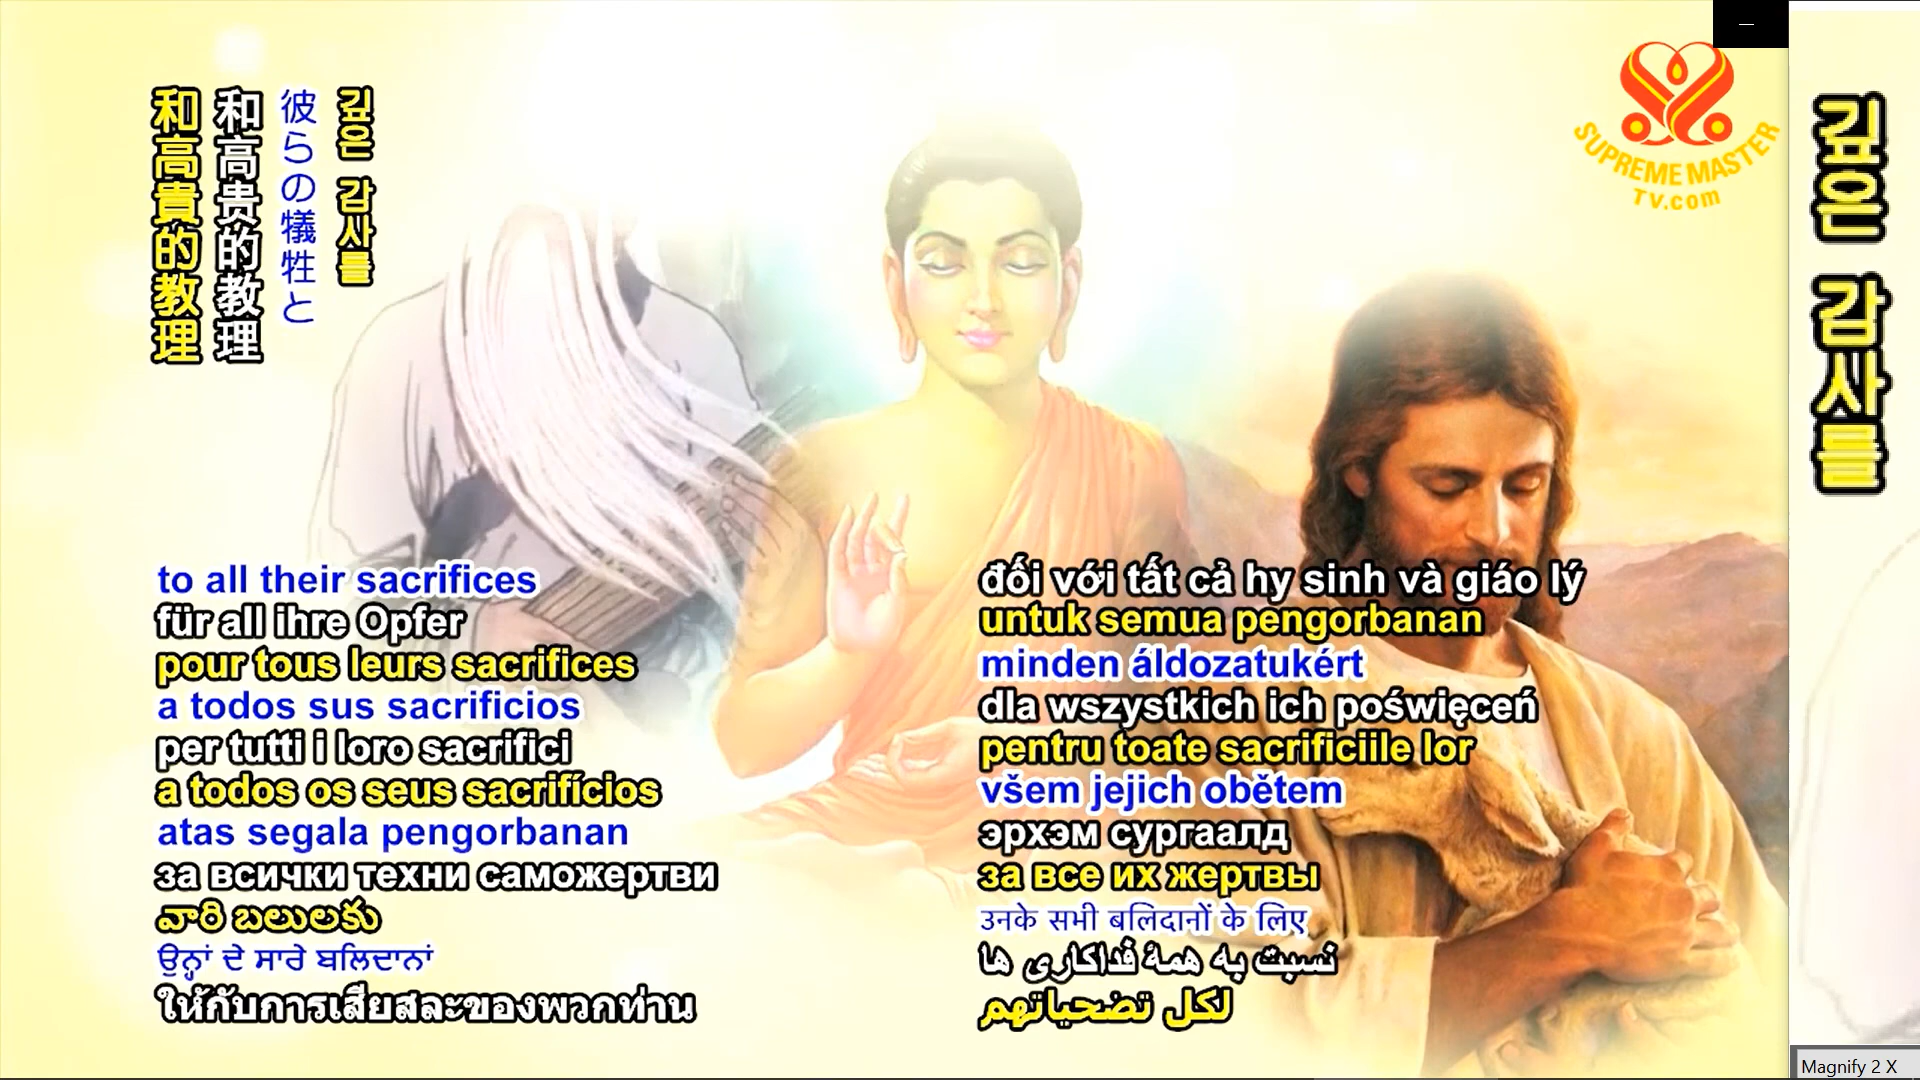 和高貴的教理
和高贵的教理
彼らの犠牲と
깊은 감사를
SUPREME MASTER
TV.com
to all their sacrifices
für all ihre Opfer
pour tous leurs sacrifices
a todos sus sacrificios
per tutti i loro sacrifici
a todos os seus sacrifícios
atas segala pengorbanan
за всички техни саможертви
వారి బలులకు
ਉਨ੍ਹਾਂ ਦੇ ਸਾਰੇ ਬਲਿਦਾਨਾਂ
ให้กับการเสียสละของพวกท่าน
đối với tất cả hy sinh và giáo lý
untuk semua pengorbanan
minden áldozatukért
dla wszystkich ich poświęceń
pentru toate sacrificiile lor
všem jejich obětem
эрхэм сургаалд
за все их жертвы
उनके सभी बलिदानों के लिए
نسبت به همهٔ فداکاری ها
لكل تضحياتهم
깊은 감사를
Magnify 2 X